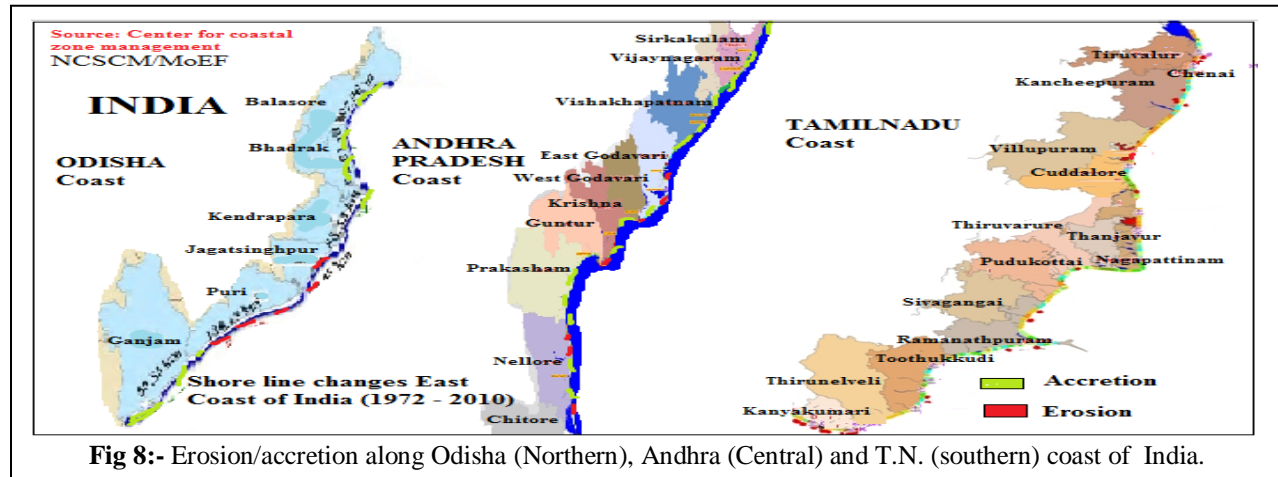 Source: Center for coastal
zone management
NCSCM/MoEF
INDIA
ODISHA
Coast
Balasore
Bhadrak
Kendrapara
Jagatsinghpur
Puri
Ganjam
Shore line changes East
Coast of India (1972 - 2010)
ANDHRA
PRADESH
Coast
Sirkakulam
Vijaynagaram
Vishakhapatnam
East Godavari
West Godavari
Krishna
Guntur
Prakasham
Nellore
Chitore
TAMILNADU
Coast
Tiruvalur
Chenai
Kancheepuram
Villupuram
Cuddalore
Thiruvarure
Thanjavur
Pudukottai
Nagapattinam
Sivagangai
Ramanathpuram
Toothukkudi
Thirunelveli
Kanyakumari
Accretion
Erosion
Fig 8:- Erosion/accretion along Odisha (Northern), Andhra (Central) and T.N. (southern) coast of India.